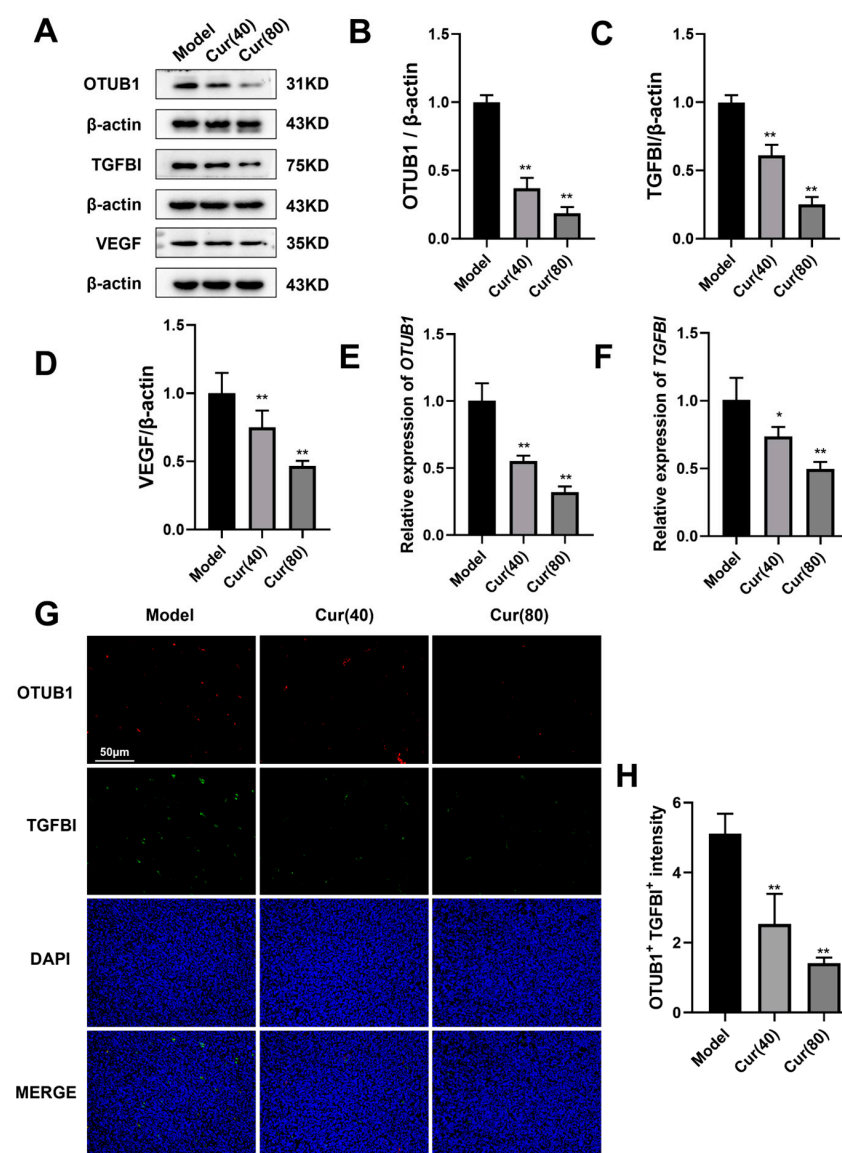 A
Model Cur(40) Cur(80)
OTUB1 31KD
β-actin 43KD
TGFBI 75KD
β-actin 43KD
VEGF 35KD
β-actin 43KD
B
OTUB1 / β-actin
1.5
1.0
0.5
0.0
** **
Model Cur(40) Cur(80)
C
TGFBI/β-actin
1.5
1.0
0.5
0.0
** **
Model Cur(40) Cur(80)
D
VEGF/β-actin
1.5
1.0
0.5
0.0
** **
Model Cur(40) Cur(80)
E
Relative expression of OTUB1
1.5
1.0
0.5
0.0
** **
Model Cur(40) Cur(80)
F
Relative expression of TGFBI
1.5
1.0
0.5
0.0
* **
Model Cur(40) Cur(80)
G
Model Cur(40) Cur(80)
OTUB1
50μm
TGFBI
DAPI
MERGE
H
OTUB1+ TGFBI+ intensity
6
4
2
0
** **
Model Cur(40) Cur(80)